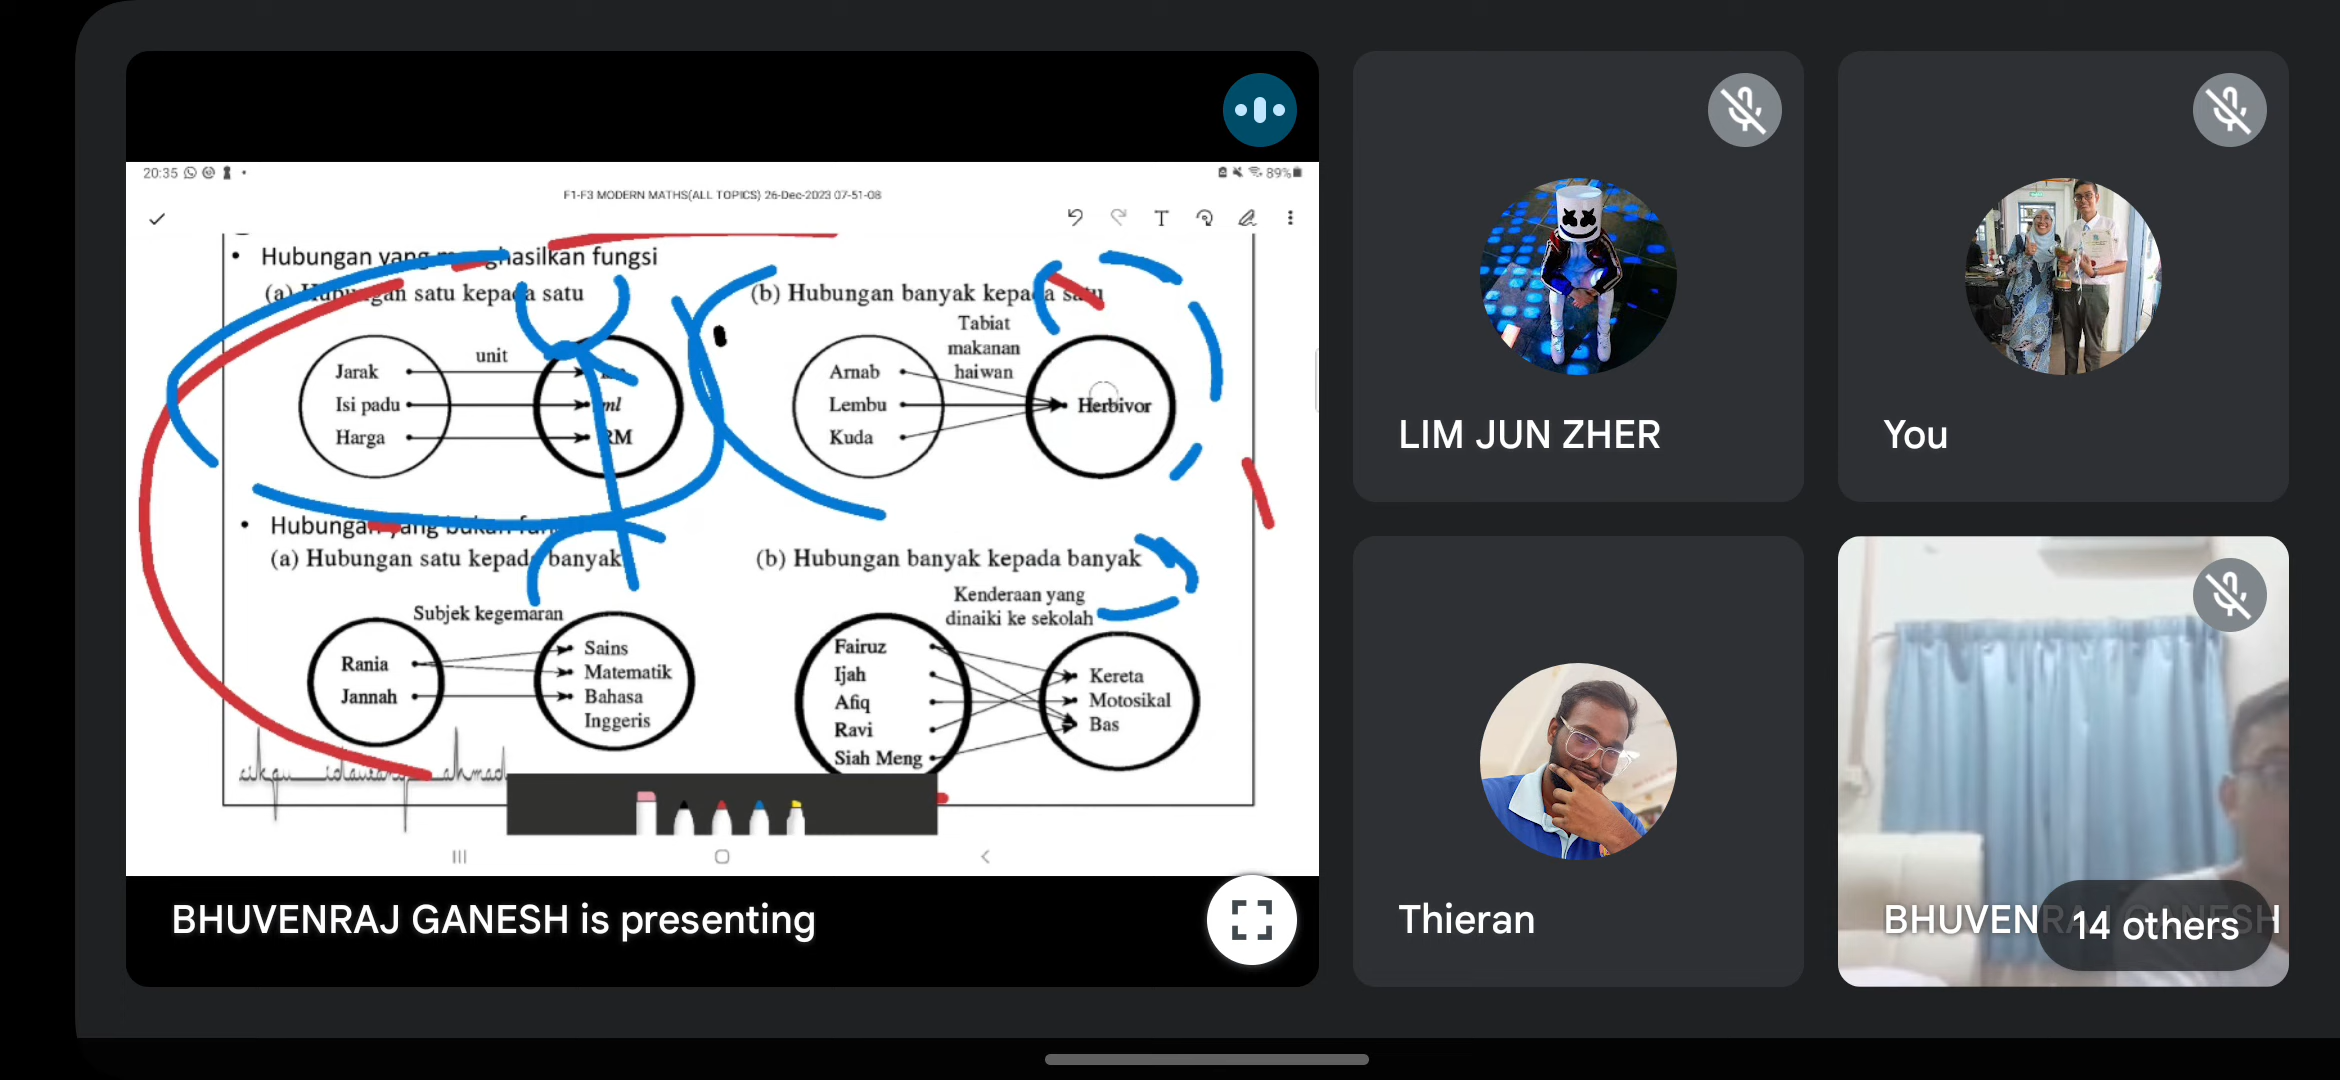 20:35
89%
F1-F3 MODERN MATHS(ALL TOPICS) 26-Dec-2023 07-51-08
T
• Hubungan yang menghasilkan fungsi
(a) Hubungan satu kepada satu
(b) Hubungan banyak kepada satu
unit
Jarak
Isi padu
Harga
ml
RM
Tabiat
makanan
haiwan
Arnab
Lembu
Kuda
Herbivor
• Hubungan yang bukan fungsi
(a) Hubungan satu kepada banyak
(b) Hubungan banyak kepada banyak
Subjek kegemaran
Rania
Jannah
Sains
Matematik
Bahasa
Inggeris
Kenderaan yang
dinaiki ke sekolah
Fairuz
Ijah
Afiq
Ravi
Siah Meng
Kereta
Motosikal
Bas
cikgu ahmad
BHUVENRAJ GANESH is presenting
LIM JUN ZHER
You
Thieran
BHUVENRAJ GANESH
14 others